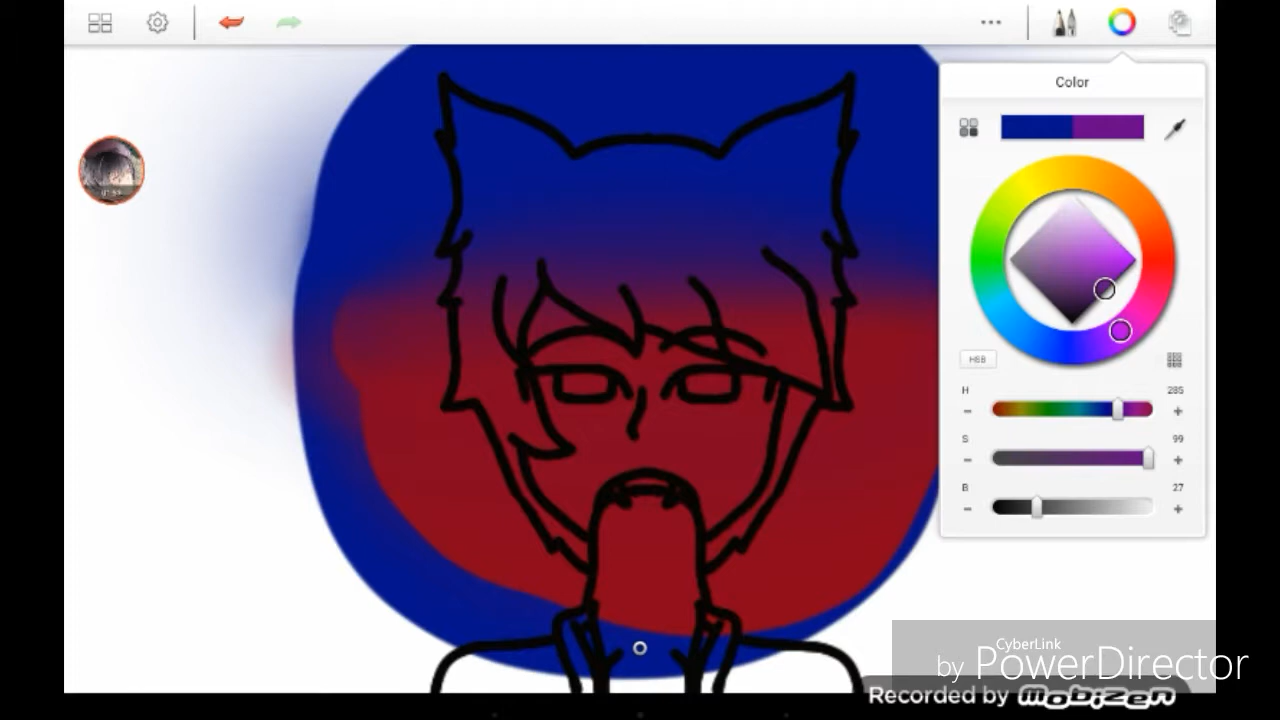 Color
HSB
H 285
S 99
B 27
CyberLink
by PowerDirector
Recorded by mobizen